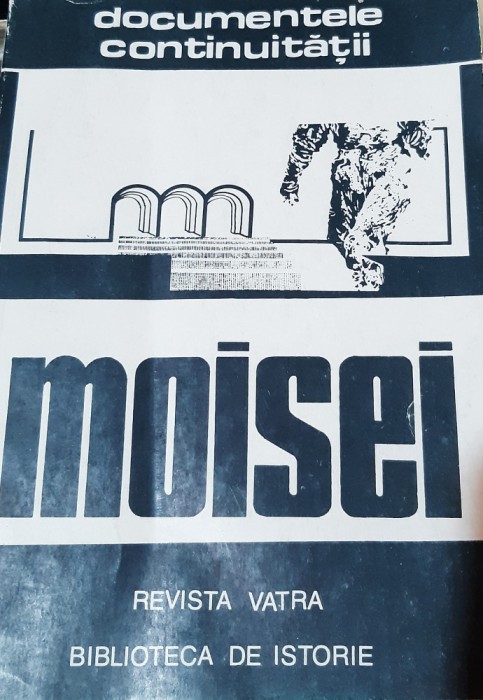 documentele
continuității
moisei
REVISTA VATRA
BIBLIOTECA DE ISTORIE